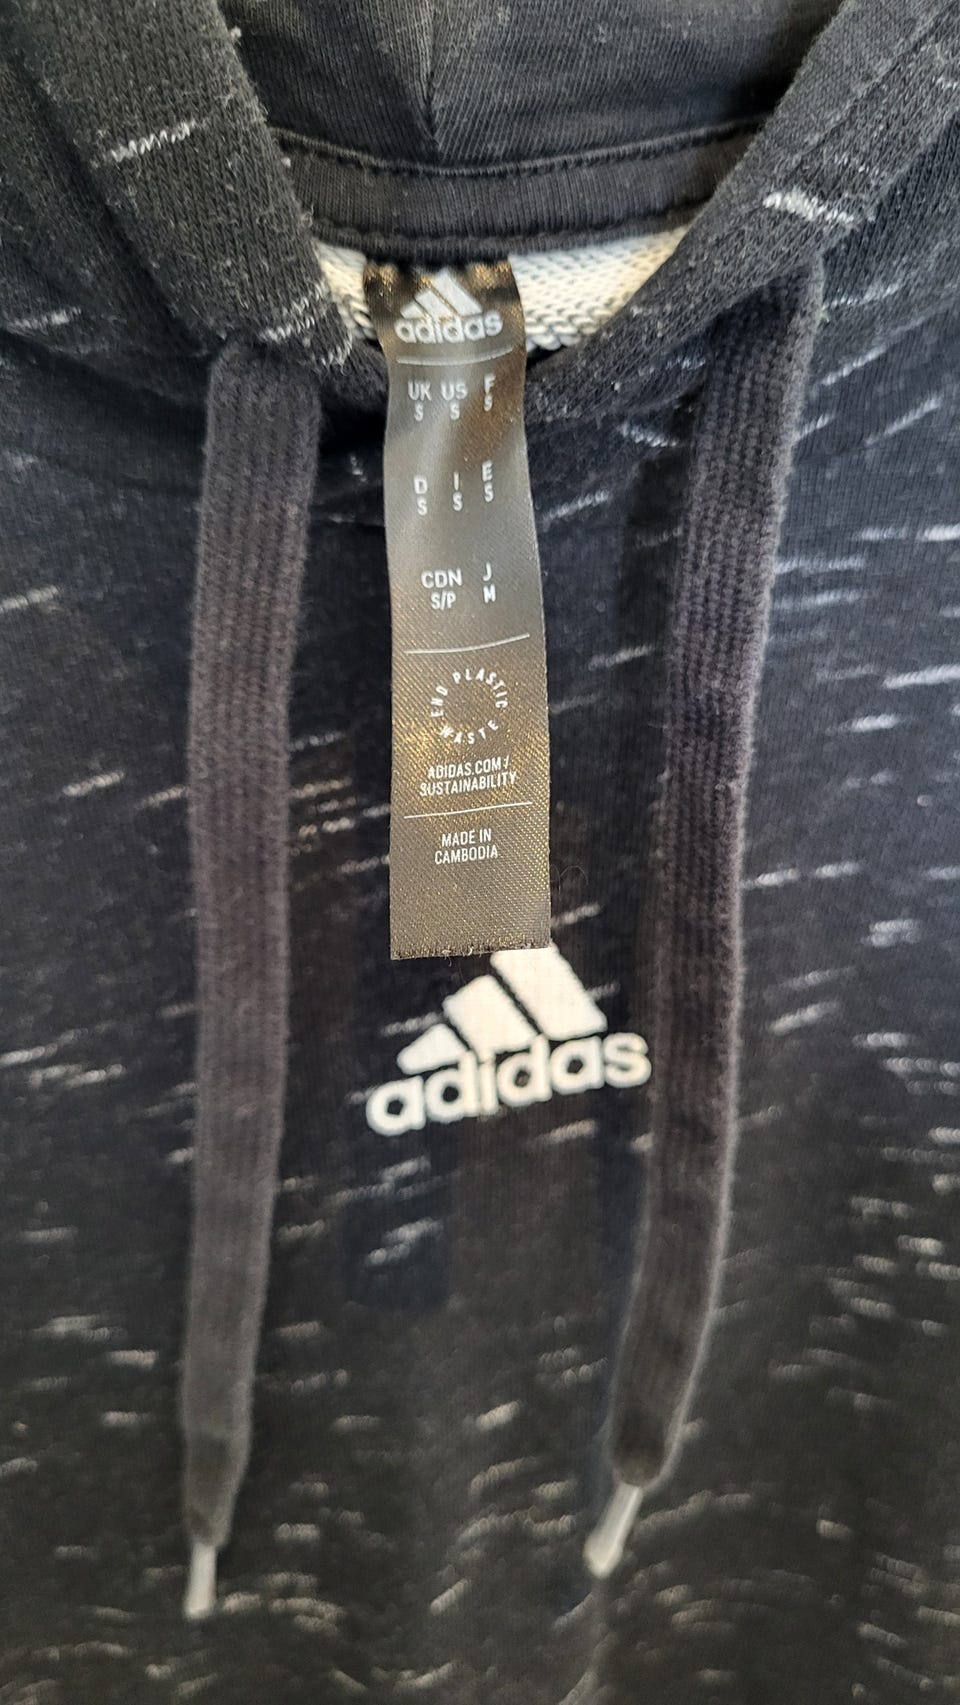 adidas
UK US F
S S S
D I E
S S S
CDN J
S/P M
END PLASTIC WASTE
ADIDAS.COM/
SUSTAINABILITY
MADE IN
CAMBODIA
adidas